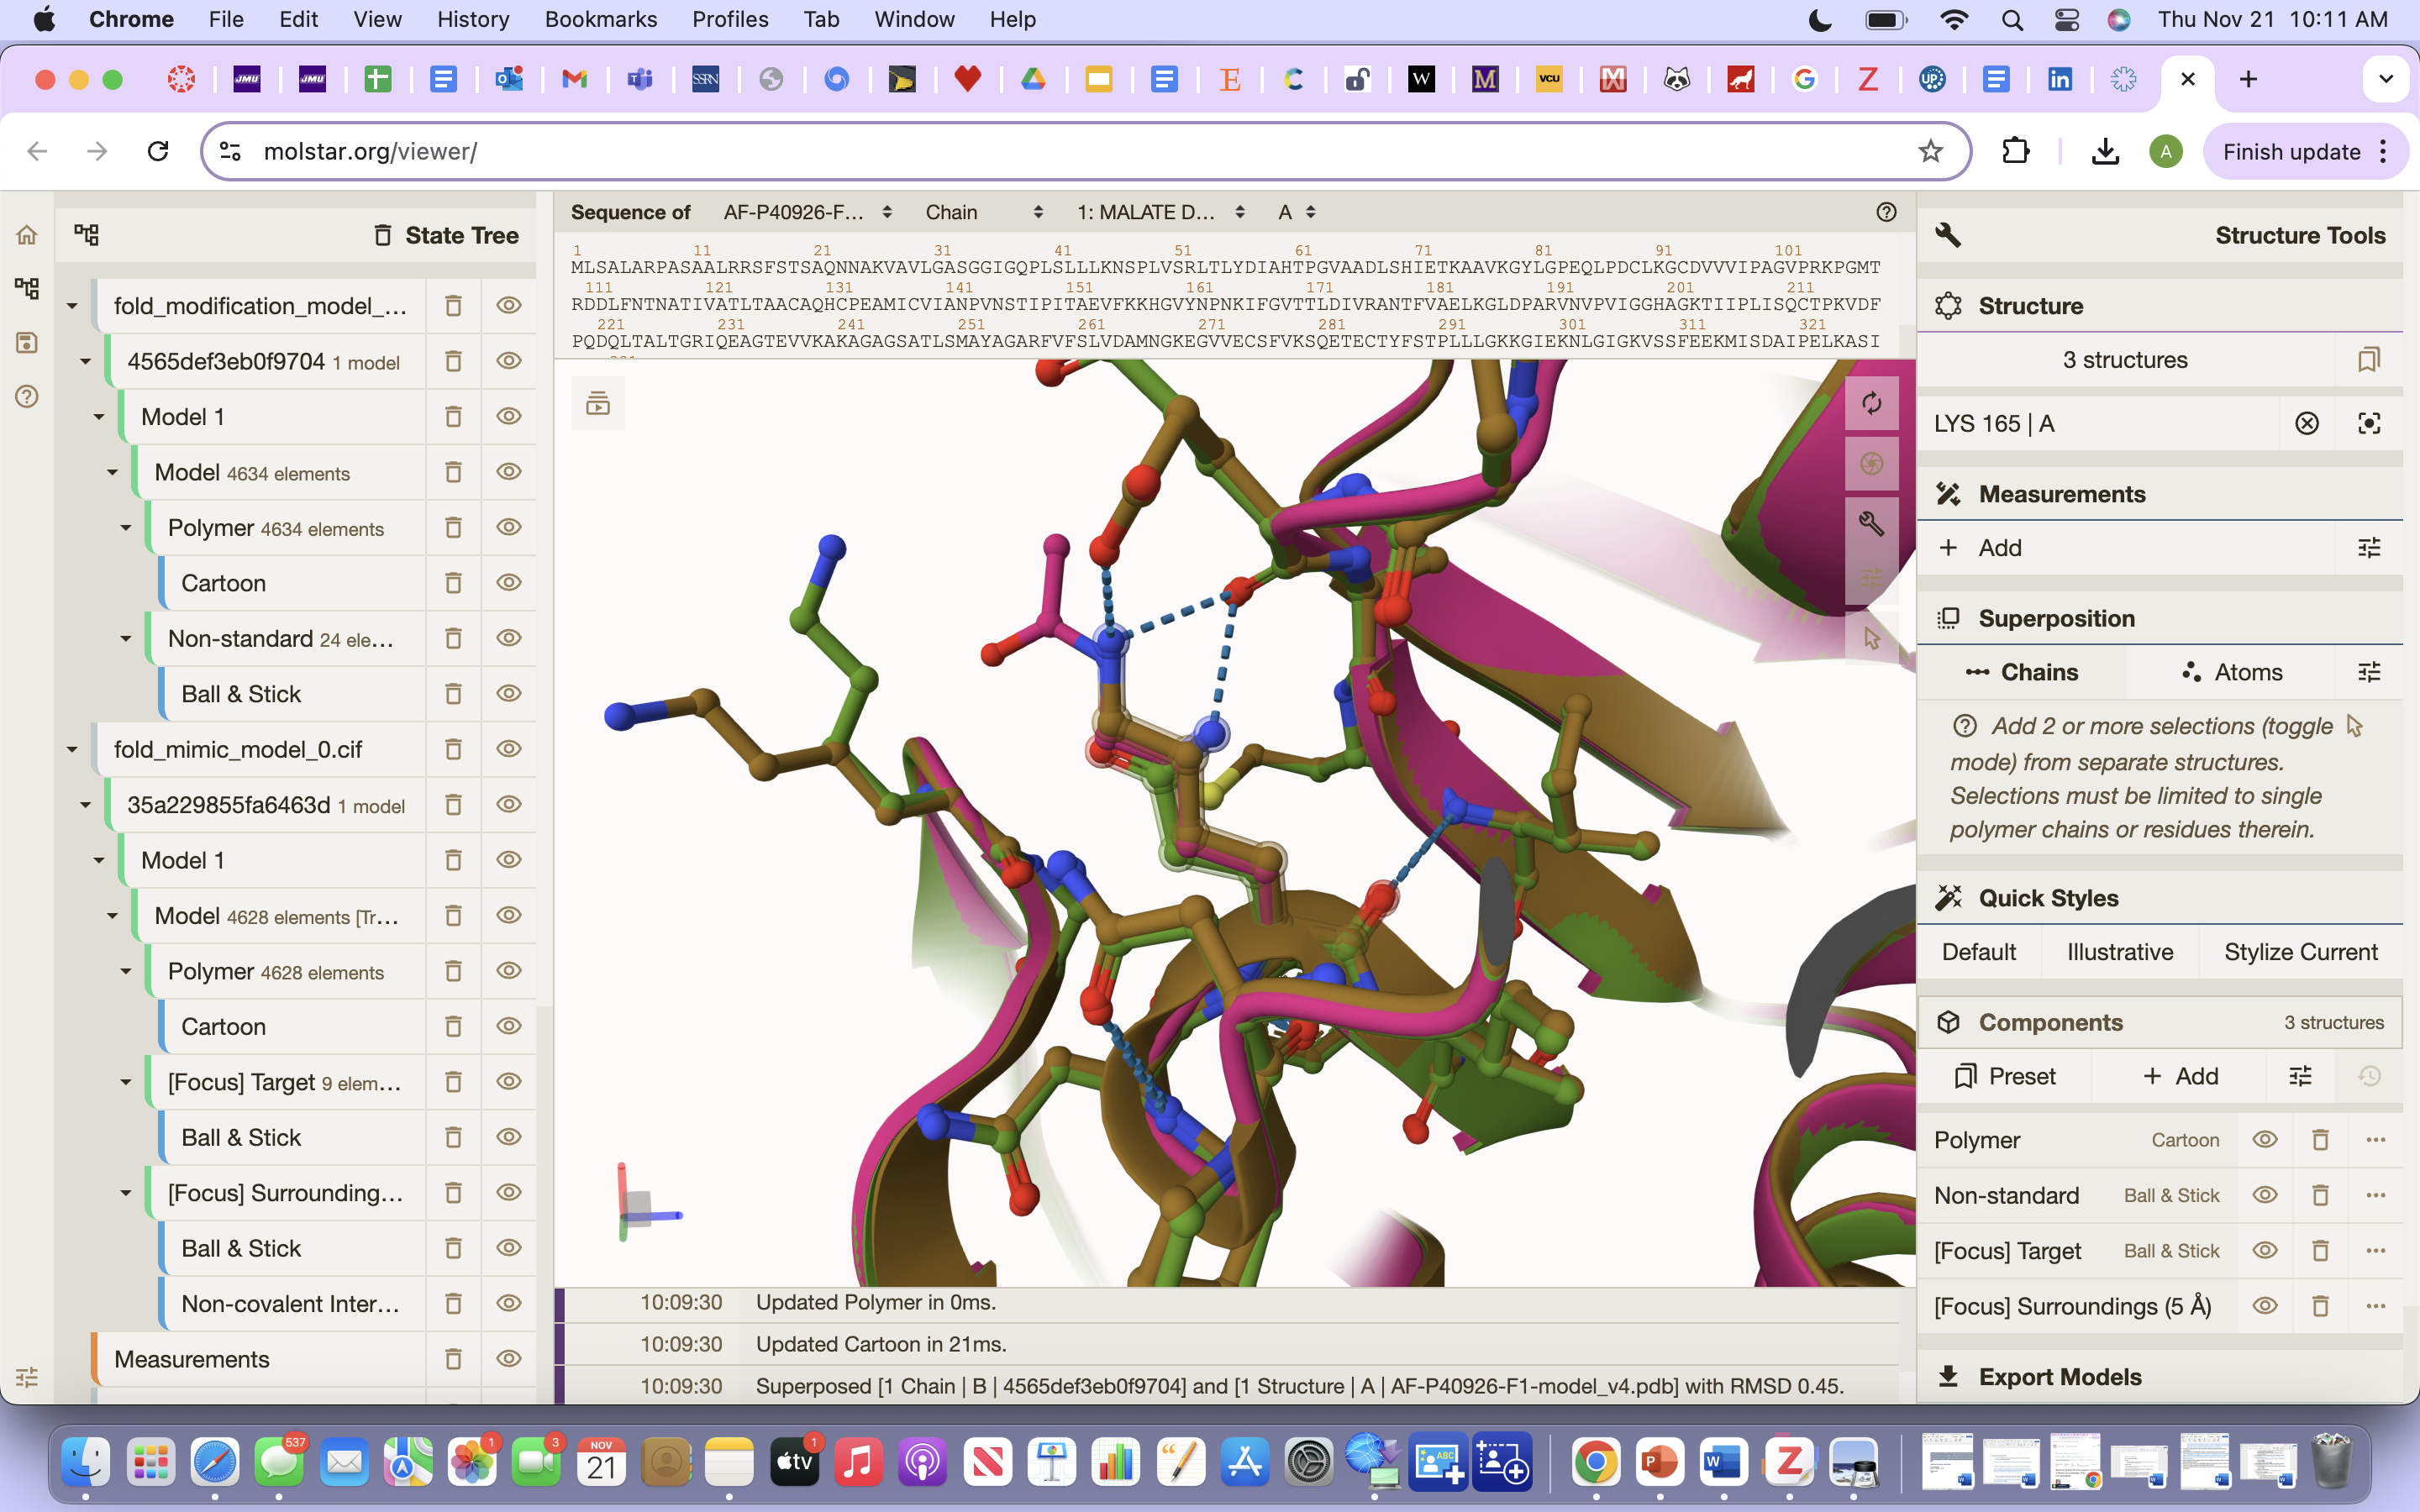 Chrome File Edit View History Bookmarks Profiles Tab Window Help Thu Nov 21 10:11 AM
JMU JMU SSRN E C W M VCU M G Z UP in
molstar.org/viewer/ A Finish update
State Tree
fold_modification_model_...
4565def3eb0f9704 1 model
Model 1
Model 4634 elements
Polymer 4634 elements
Cartoon
Non-standard 24 ele...
Ball & Stick
fold_mimic_model_0.cif
35a229855fa6463d 1 model
Model 1
Model 4628 elements [Tr...
Polymer 4628 elements
Cartoon
[Focus] Target 9 elem...
Ball & Stick
[Focus] Surrounding...
Ball & Stick
Non-covalent Inter...
Measurements
Sequence of AF-P40926-F... Chain 1: MALATE D... A
1 11 21 31 41 51 61 71 81 91 101
MLSALARPASAALRRSFSTSAQNNAKVAVLGASGGIGQPLSLLLKNSPLVSRLTLYDIAHTPGVAADLSHIETKAAVKGYLGPEQLPDCLKGCDVVVIPAGVPRKPGMT
111 121 131 141 151 161 171 181 191 201 211
RDDLFNTNATIVATLTAACAQHCPEAMICVIANPVNSTIPITAEVFKKHGVYNPNKIFGVTTLDIVRANTFVAELKGLDPARVNVPVIGGHAGKTIIPLISQCTPKVDF
221 231 241 251 261 271 281 291 301 311 321
PQDQLTALTGRIQEAGTEVVKAKAGAGSATLSMAYAGARFVFSLVDAMNGKEGVVECSFVKSQETECTYFSTPLLLGKKGIEKNLGIGKVSSFEEKMISDAIPELKASI
10:09:30 Updated Polymer in 0ms.
10:09:30 Updated Cartoon in 21ms.
10:09:30 Superposed [1 Chain | B | 4565def3eb0f9704] and [1 Structure | A | AF-P40926-F1-model_v4.pdb] with RMSD 0.45.
Structure Tools
Structure
3 structures
LYS 165 | A
Measurements
+ Add
Superposition
Chains Atoms
Add 2 or more selections (toggle
mode) from separate structures.
Selections must be limited to single
polymer chains or residues therein.
Quick Styles
Default Illustrative Stylize Current
Components 3 structures
Preset + Add
Polymer Cartoon
Non-standard Ball & Stick
[Focus] Target Ball & Stick
[Focus] Surroundings (5 Å)
Export Models
537 1 3 NOV 21 tv 1 ABC P W Z